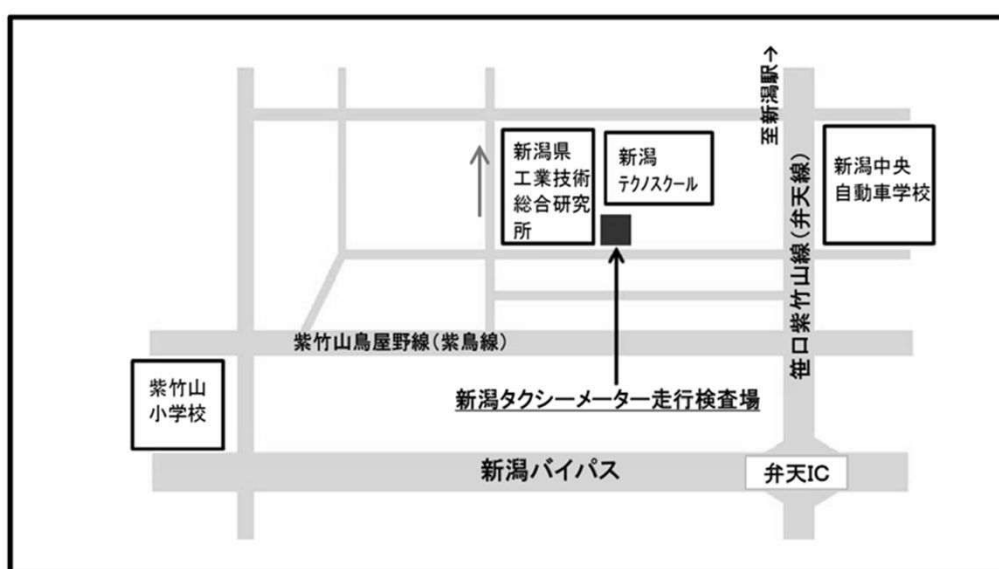 至新潟駅→
新潟県
工業技術
総合研究
所
新潟
テクノスクール
新潟中央
自動車学校
笹口紫竹山線(弁天線)
紫竹山鳥屋野線(紫鳥線)
紫竹山
小学校
新潟タクシーメーター走行検査場
新潟バイパス
弁天IC